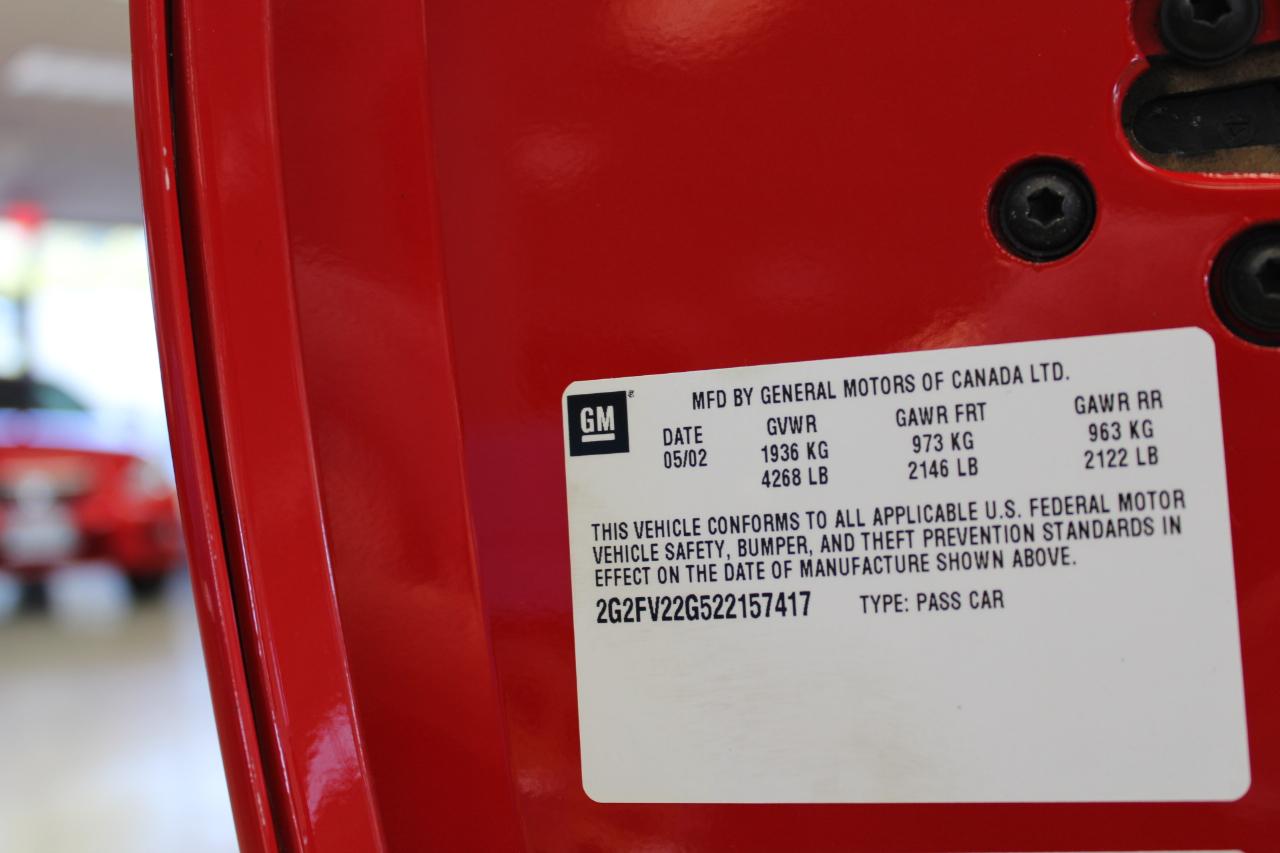 MFD BY GENERAL MOTORS OF CANADA LTD.
GM
DATE GVWR GAWR FRT GAWR RR
05/02 1936 KG 973 KG 963 KG
4268 LB 2146 LB 2122 LB
THIS VEHICLE CONFORMS TO ALL APPLICABLE U.S. FEDERAL MOTOR
VEHICLE SAFETY, BUMPER, AND THEFT PREVENTION STANDARDS IN
EFFECT ON THE DATE OF MANUFACTURE SHOWN ABOVE.
2G2FV22G522157417 TYPE: PASS CAR